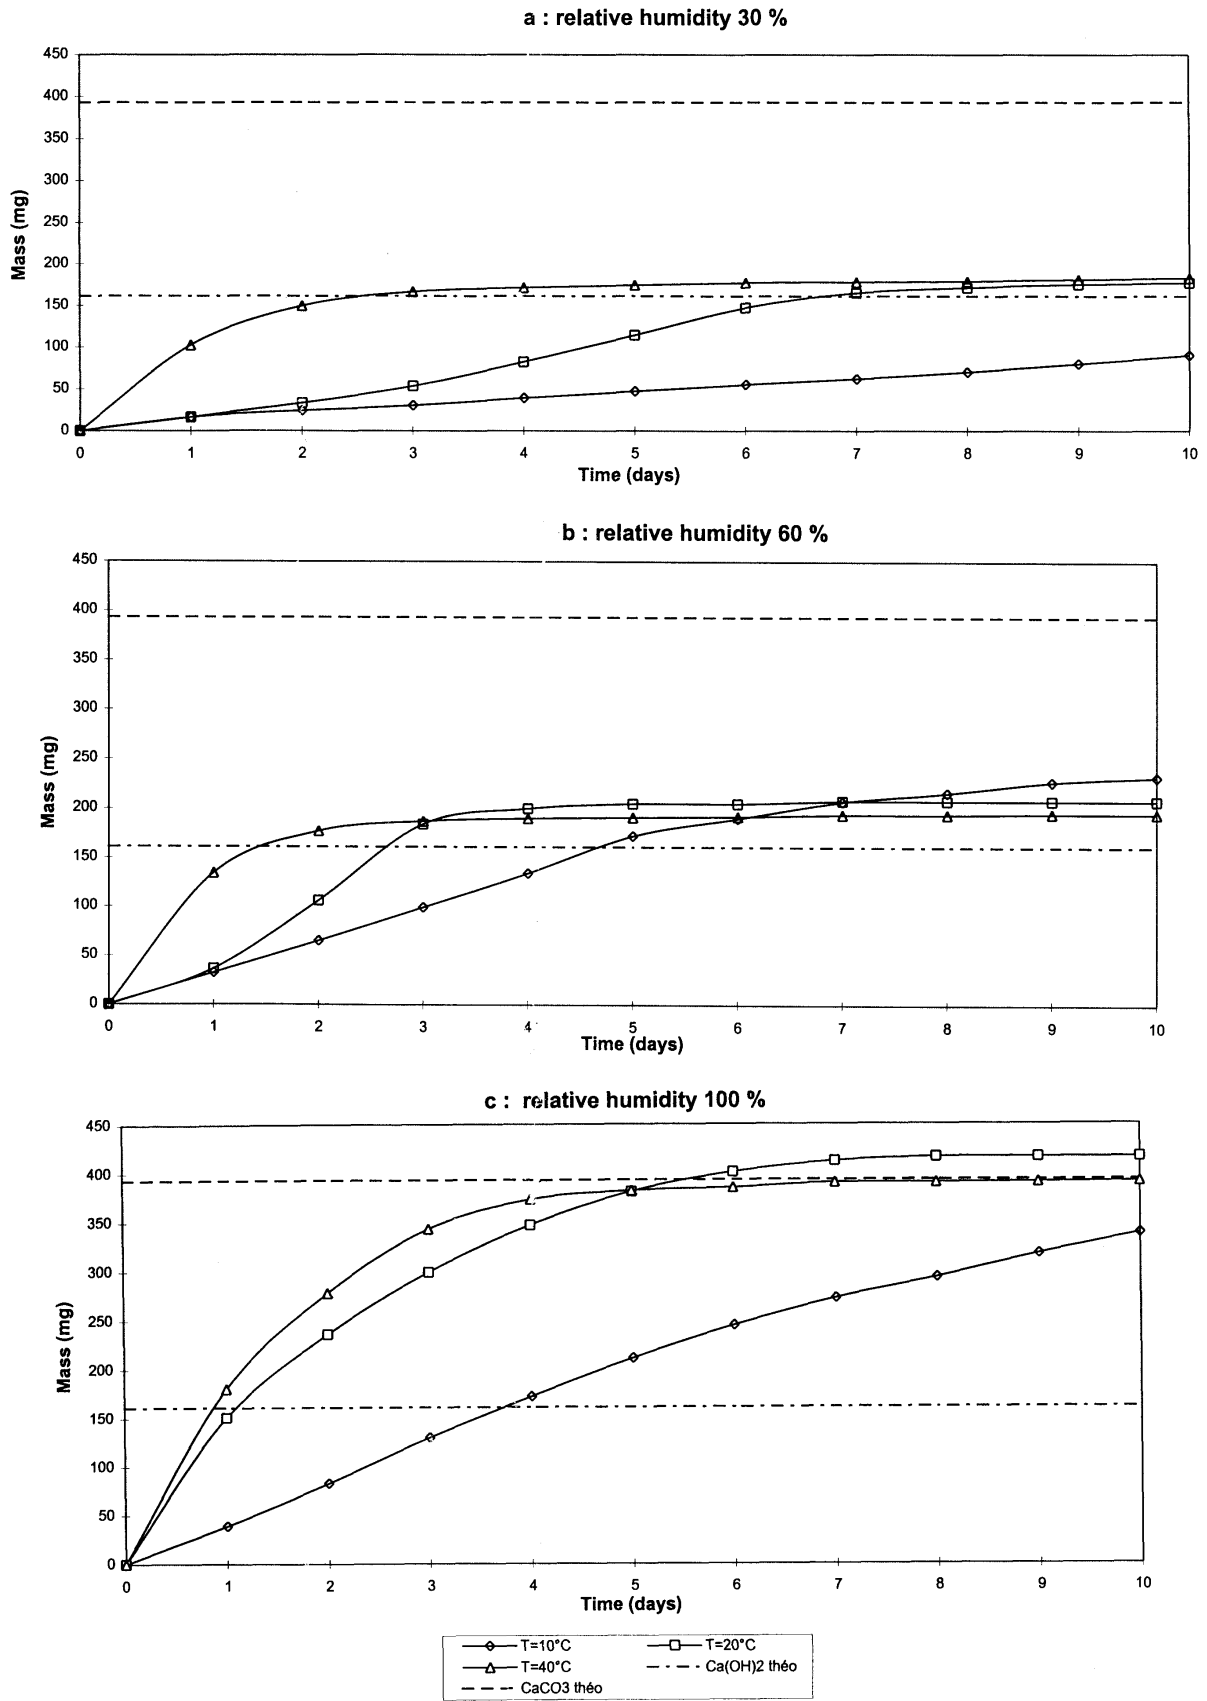 a : relative humidity 30 %
450
400
350
300
250
200
150
100
50
0
Mass (mg)
0 1 2 3 4 5 6 7 8 9 10
Time (days)
b : relative humidity 60 %
450
400
350
300
250
200
150
100
50
0
Mass (mg)
0 1 2 3 4 5 6 7 8 9 10
Time (days)
c : relative humidity 100 %
450
400
350
300
250
200
150
100
50
0
Mass (mg)
0 1 2 3 4 5 6 7 8 9 10
Time (days)
T=10°C T=20°C
T=40°C Ca(OH)2 théo
CaCO3 théo